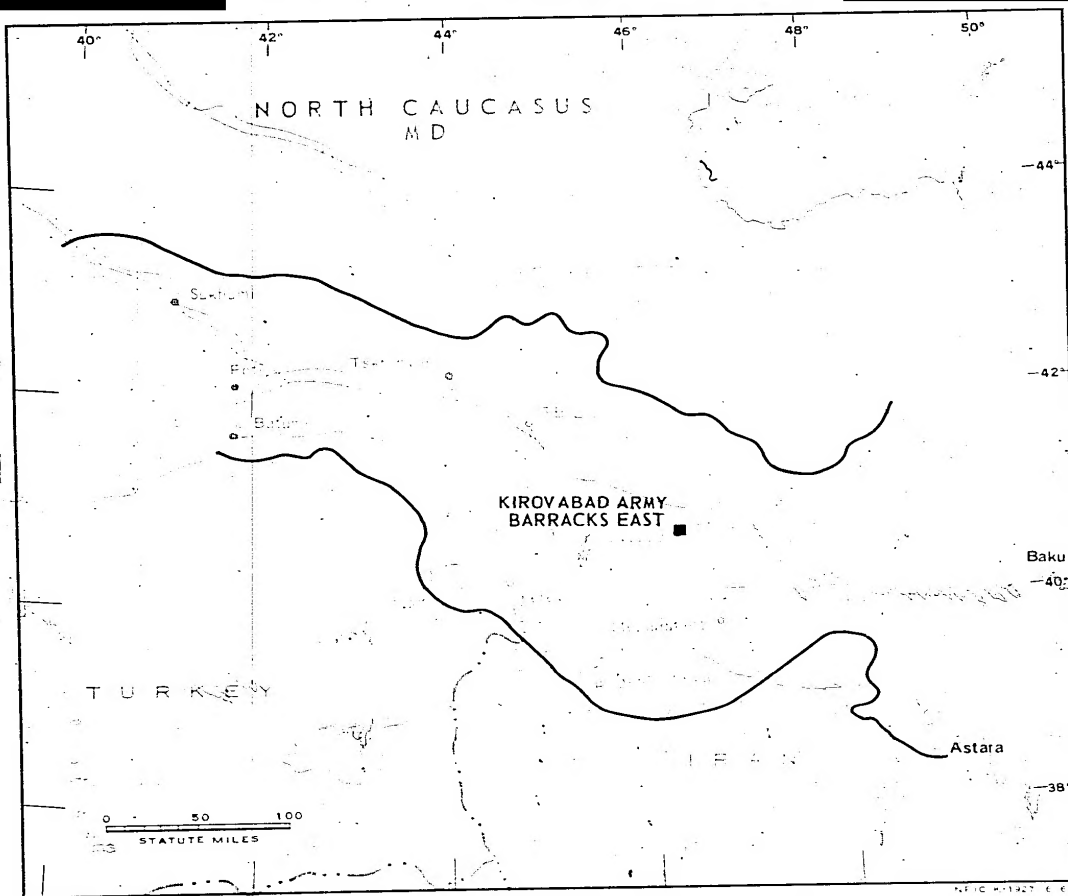 40° 42° 44° 46° 48° 50°
NORTH CAUCASUS
MD
44°
Sukhumi
42°
Batumi
KIROVABAD ARMY
BARRACKS EAST
Baku
40°
TURKEY
IRAN
Astara
38°
0 50 100
STATUTE MILES